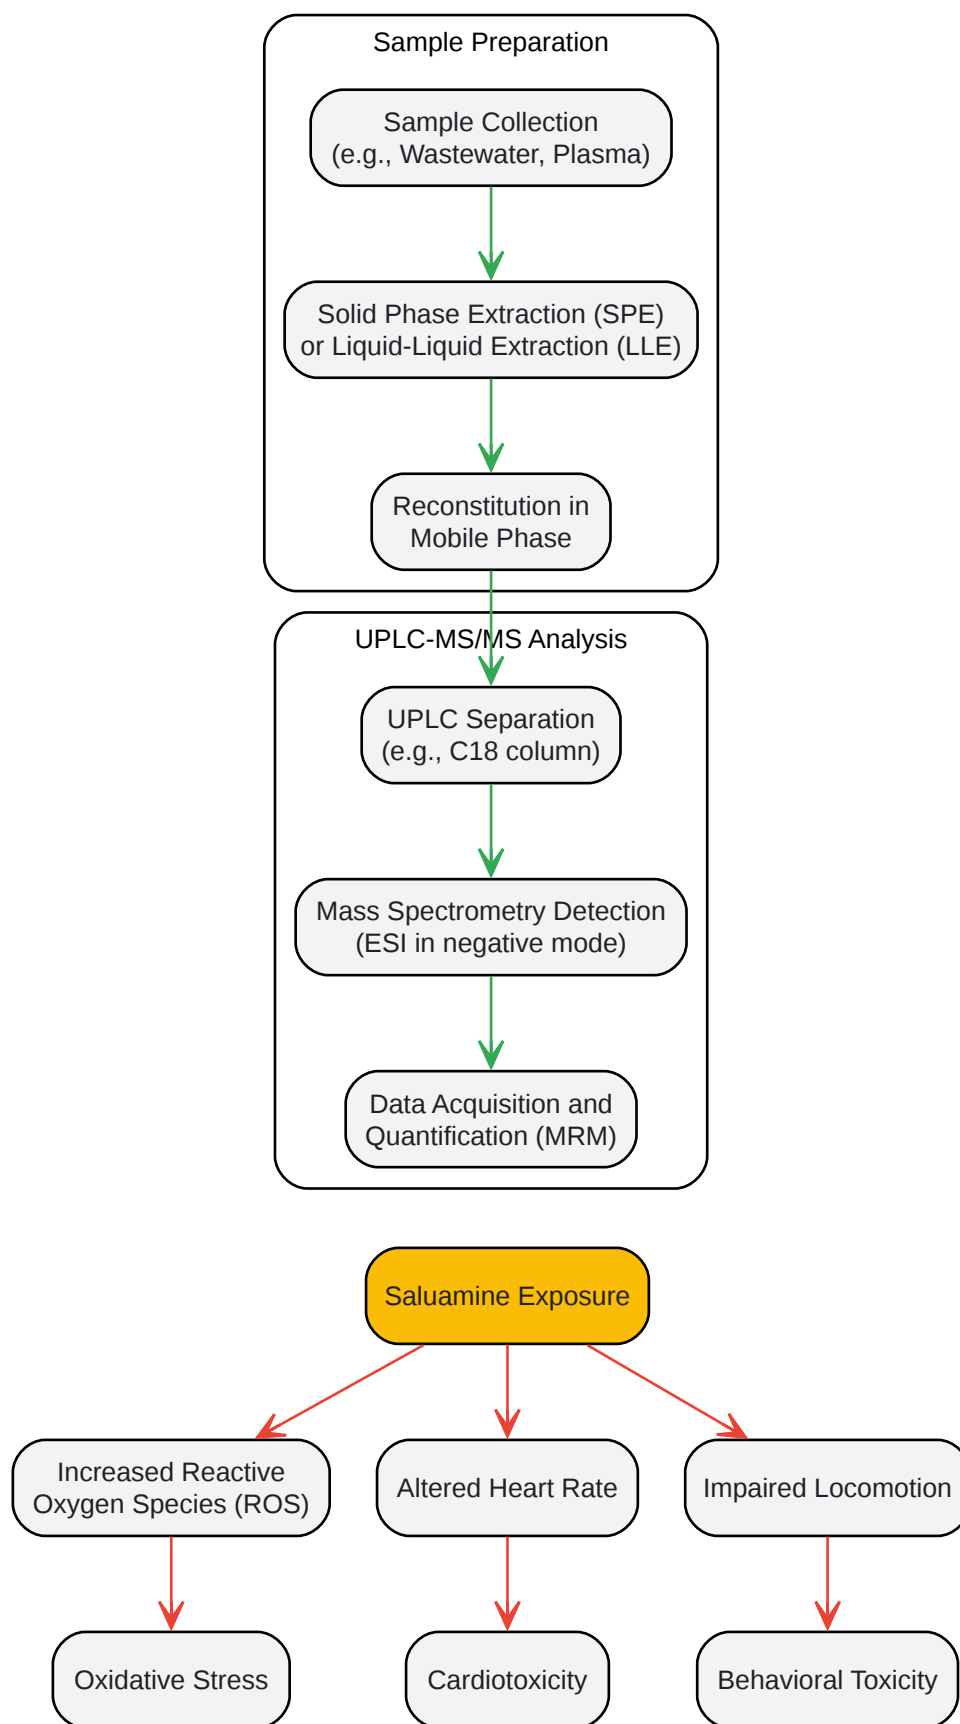 Sample Preparation
Sample Collection
(e.g., Wastewater, Plasma)
Solid Phase Extraction (SPE)
or Liquid-Liquid Extraction (LLE)
Reconstitution in
Mobile Phase
UPLC-MS/MS Analysis
UPLC Separation
(e.g., C18 column)
Mass Spectrometry Detection
(ESI in negative mode)
Data Acquisition and
Quantification (MRM)
Saluamine Exposure
Increased Reactive
Oxygen Species (ROS)
Altered Heart Rate
Impaired Locomotion
Oxidative Stress
Cardiotoxicity
Behavioral Toxicity